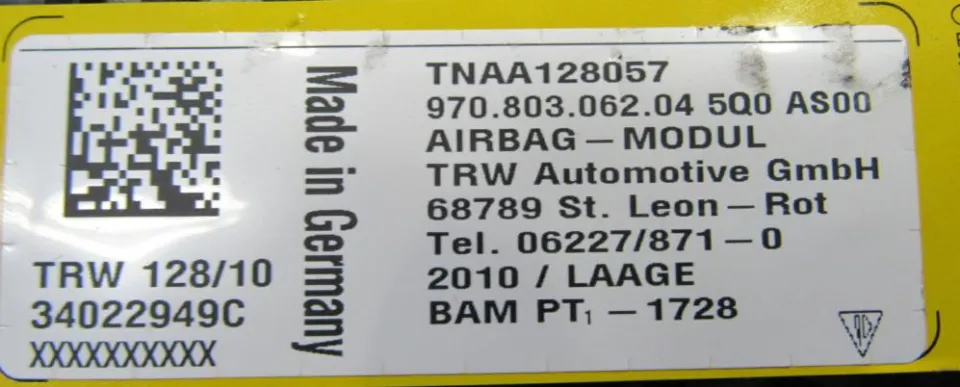 TRW 128/10
34022949C
XXXXXXXXXX
Made in Germany
TNAA128057
970.803.062.04 5Q0 AS00
AIRBAG – MODUL
TRW Automotive GmbH
68789 St. Leon – Rot
Tel. 06227/871 – 0
2010 / LAAGE
BAM PT₁ – 1728